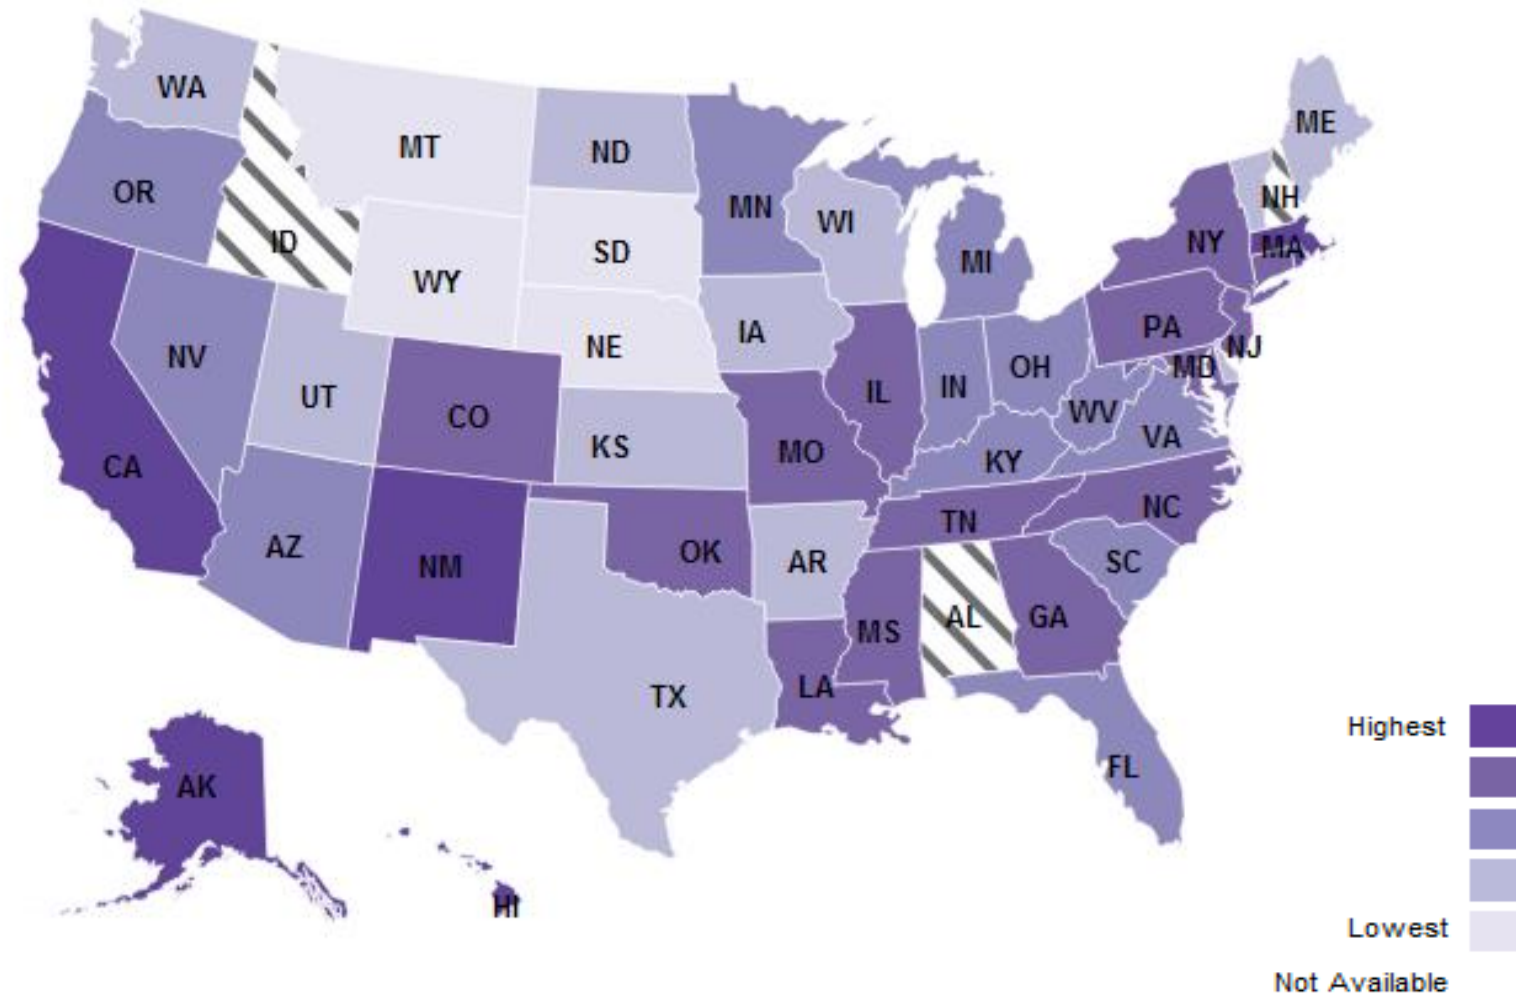 WA
ME
MT
ND
OR
MN
NH
WI
ID
SD
NY
MA
WY
MI
PA
IA
NE
NJ
NV
OH
MD
UT
IN
IL
WV
CO
VA
KS
MO
KY
CA
NC
TN
AZ
OK
AR
SC
NM
MS
AL
GA
LA
TX
Highest
FL
AK
HI
Lowest
Not Available